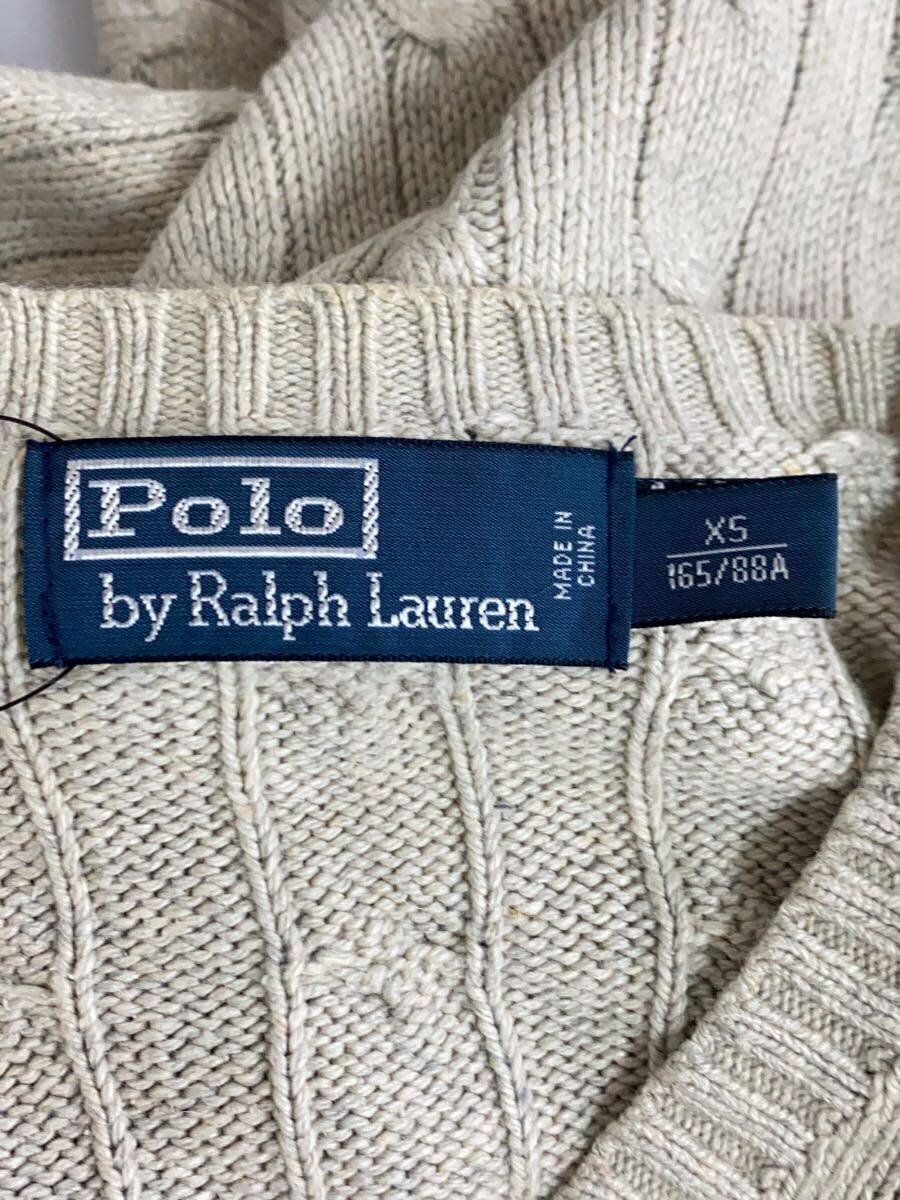 Polo
by Ralph Lauren
MADE IN
CHINA
XS
165/88A